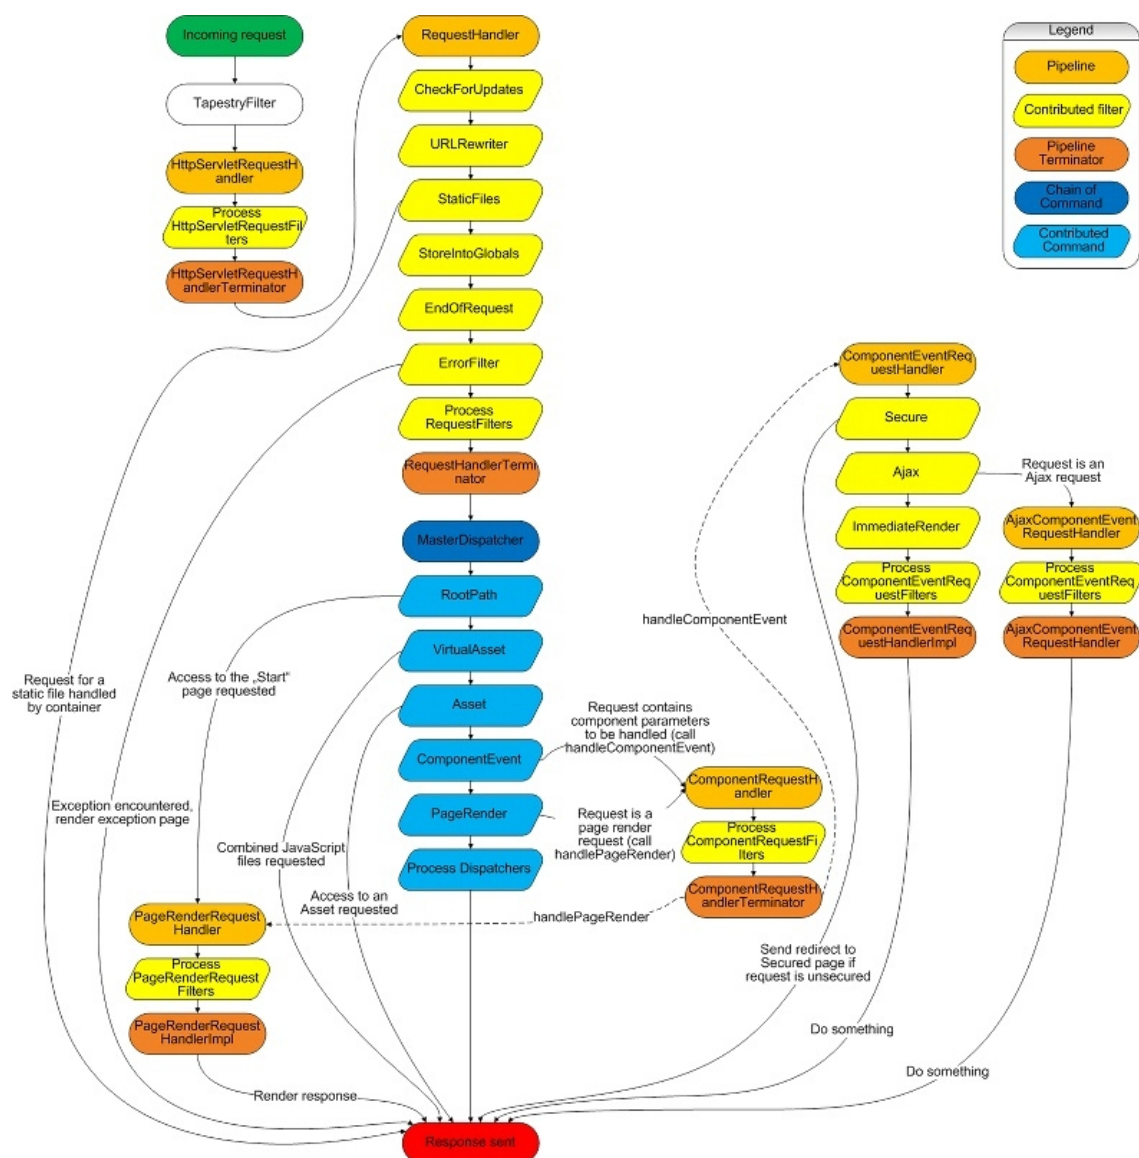 Incoming request
TapestryFilter
HttpServletRequestH
andler
Process
HttpServletRequestFil
ters
HttpServletRequestH
andlerTerminator
RequestHandler
CheckForUpdates
URLRewriter
StaticFiles
StoreIntoGlobals
EndOfRequest
ErrorFilter
Process
RequestFilters
RequestHandlerTermi
nator
MasterDispatcher
RootPath
VirtualAsset
Asset
ComponentEvent
PageRender
Process Dispatchers
Legend
Pipeline
Contributed filter
Pipeline
Terminator
Chain of
Command
Contributed
Command
ComponentEventReq
uestHandler
Secure
Ajax
ImmediateRender
Process
ComponentEventReq
uestFilters
ComponentEventReq
uestHandlerImpl
Request is an
Ajax request
AjaxComponentEvent
RequestHandler
Process
ComponentEventReq
uestFilters
AjaxComponentEvent
RequestHandler
handleComponentEvent
Request for a
static file handled
by container
Access to the „Start“
page requested
Request contains
component parameters
to be handled (call
handleComponentEvent)
ComponentRequestH
andler
Process
ComponentRequestFi
lters
ComponentRequestH
andlerTerminator
Request is a
page render
request (call
handlePageRender)
Exception encountered,
render exception page
Combined JavaScript
files requested
Access to an
Asset requested
handlePageRender
PageRenderRequest
Handler
Process
PageRenderRequest
Filters
PageRenderRequest
HandlerImpl
Send redirect to
Secured page if
request is unsecured
Do something
Do something
Render response
Response sent